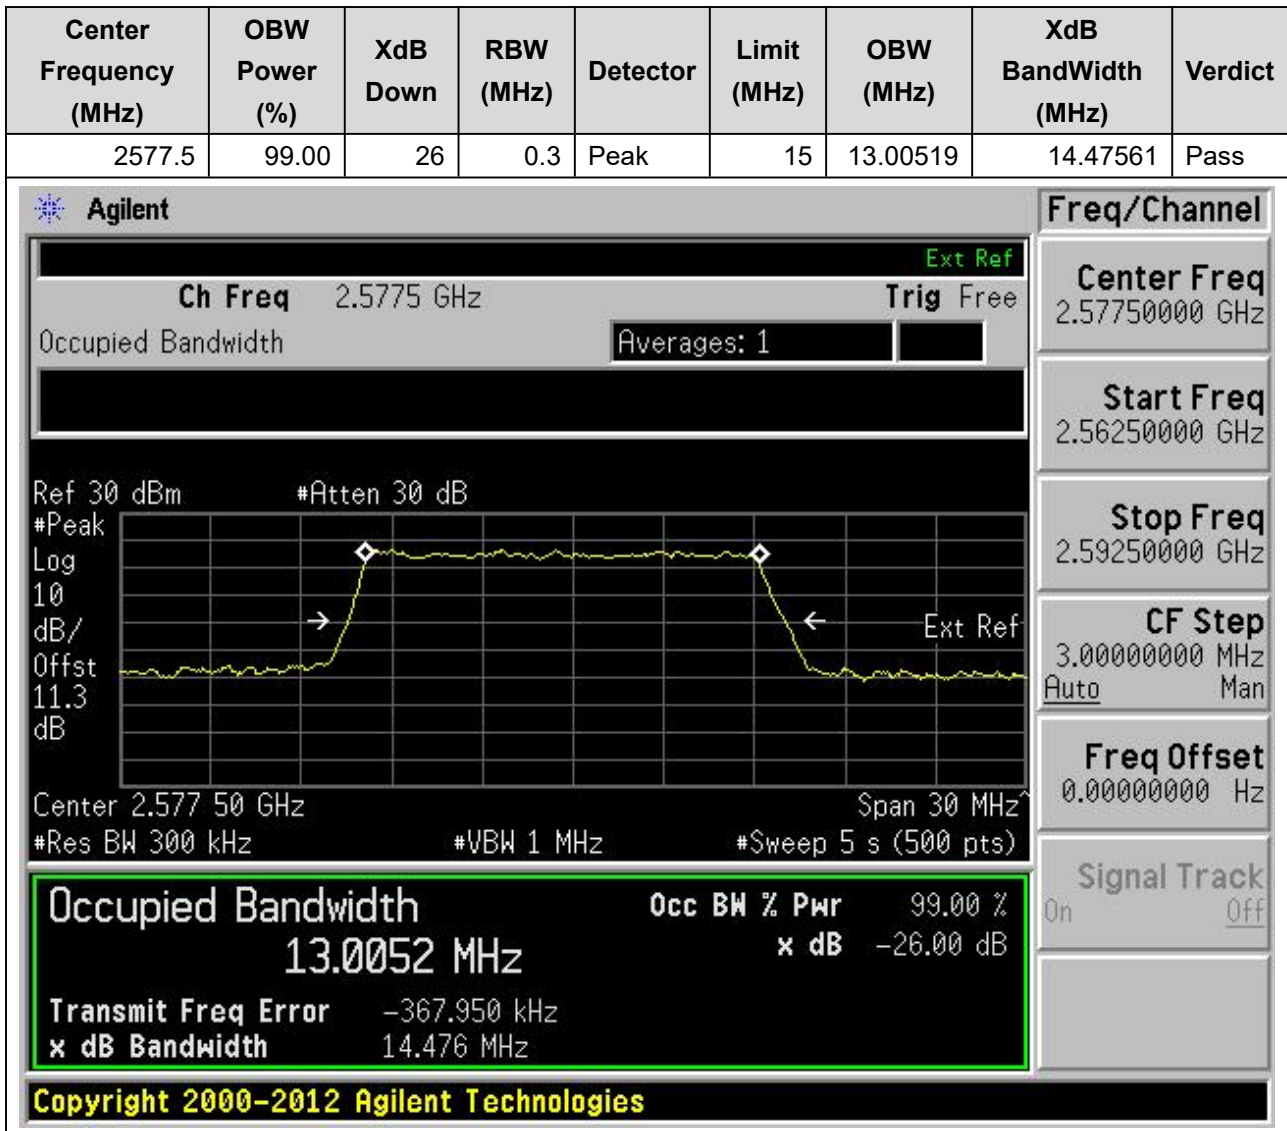 Center Frequency (MHz) OBW Power (%) XdB Down RBW (MHz) Detector Limit (MHz) OBW (MHz) XdB BandWidth (MHz) Verdict
2577.5 99.00 26 0.3 Peak 15 13.00519 14.47561 Pass
Agilent
Freq/Channel
Ext Ref
Ch Freq 2.5775 GHz Trig Free
Occupied Bandwidth Averages: 1
Center Freq
2.57750000 GHz
Start Freq
2.56250000 GHz
Stop Freq
2.59250000 GHz
CF Step
3.00000000 MHz
Auto Man
Freq Offset
0.00000000 Hz
Signal Track
On Off
Ref 30 dBm #Atten 30 dB
#Peak
Log
10
dB/
Offst
11.3
dB
Ext Ref
Center 2.577 50 GHz Span 30 MHz^
#Res BW 300 kHz #VBW 1 MHz #Sweep 5 s (500 pts)
Occupied Bandwidth Occ BW % Pwr 99.00 %
13.0052 MHz x dB -26.00 dB
Transmit Freq Error -367.950 kHz
x dB Bandwidth 14.476 MHz
Copyright 2000-2012 Agilent Technologies